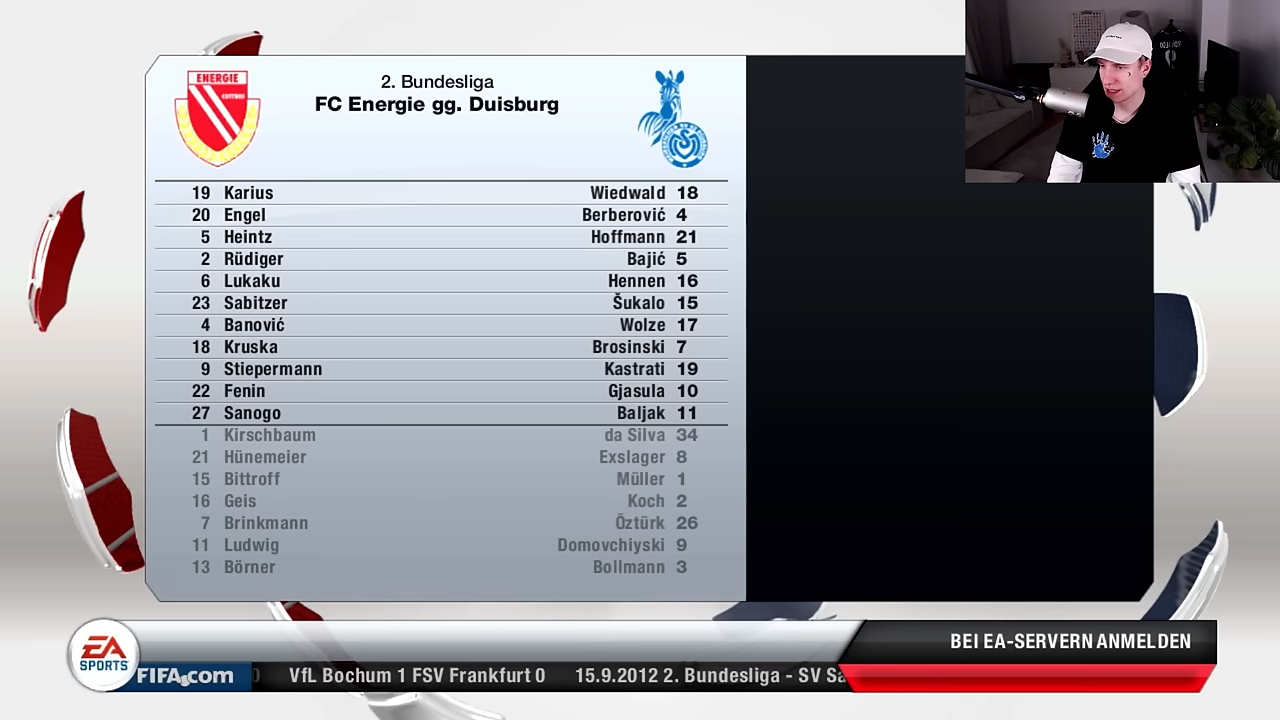 ENERGIE
COTTBUS
2. Bundesliga
FC Energie gg. Duisburg
19 Karius Wiedwald 18
20 Engel Berberović 4
5 Heintz Hoffmann 21
2 Rüdiger Bajić 5
6 Lukaku Hennen 16
23 Sabitzer Šukalo 15
4 Banović Wolze 17
18 Kruska Brosinski 7
9 Stiepermann Kastrati 19
22 Fenin Gjasula 10
27 Sanogo Baljak 11
1 Kirschbaum da Silva 34
21 Hünemeier Exslager 8
15 Bittroff Müller 1
16 Geis Koch 2
7 Brinkmann Öztürk 26
11 Ludwig Domovchiyski 9
13 Börner Bollmann 3
BEI EA-SERVERN ANMELDEN
EA
SPORTS
FIFA.com 0 VfL Bochum 1 FSV Frankfurt 0 15.9.2012 2. Bundesliga - SV Sa